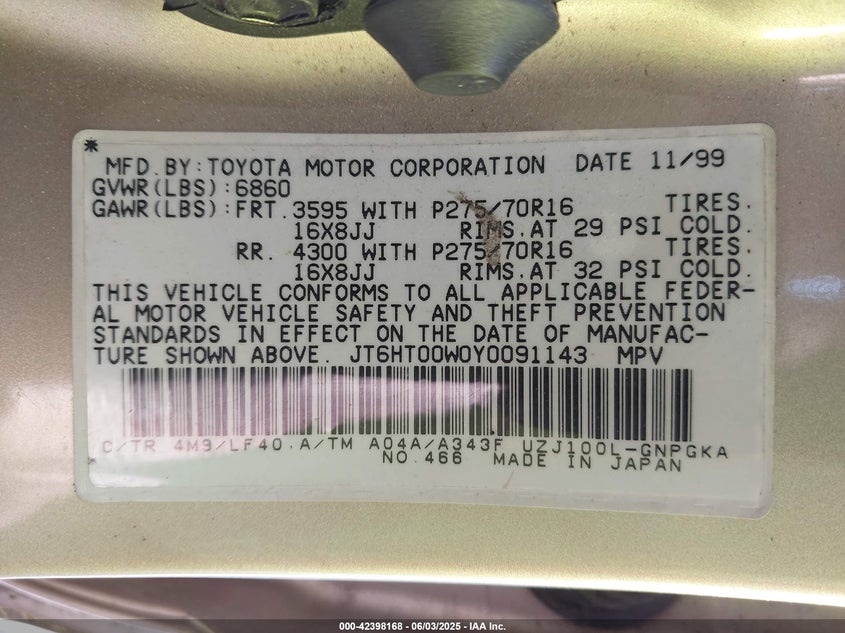 *
MFD.BY:TOYOTA MOTOR CORPORATION DATE 11/99
GVWR(LBS):6860
GAWR(LBS):FRT.3595 WITH P275/70R16 TIRES.
16X8JJ RIMS.AT 29 PSI COLD.
RR. 4300 WITH P275/70R16 TIRES.
16X8JJ RIMS.AT 32 PSI COLD.
THIS VEHICLE CONFORMS TO ALL APPLICABLE FEDER-
AL MOTOR VEHICLE SAFETY AND THEFT PREVENTION
STANDARDS IN EFFECT ON THE DATE OF MANUFAC-
TURE SHOWN ABOVE. JT6HT00W0Y0091143 MPV
C/TR 4M9/LF40.A/TM A04A/A343F UZJ100L-GNPGKA
NO.466 MADE IN JAPAN
000-42398168 - 06/03/2025 - IAA Inc.